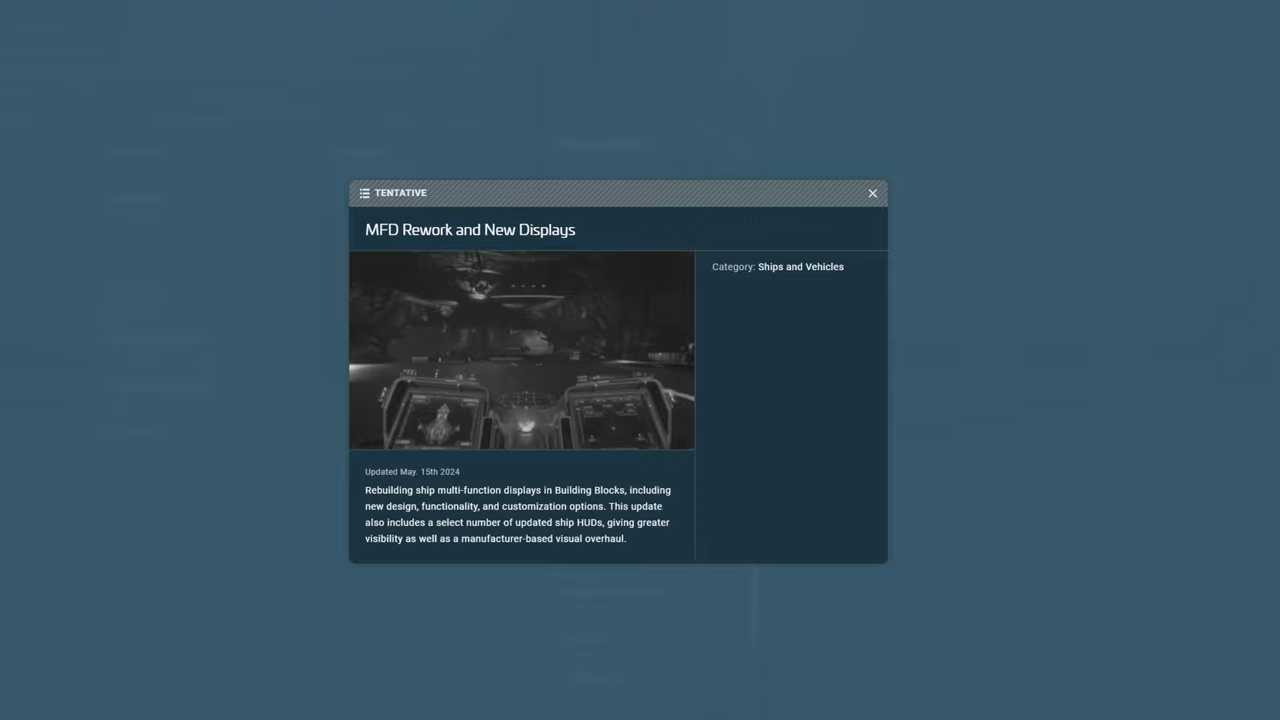 TENTATIVE
MFD Rework and New Displays
Category: Ships and Vehicles
Updated May. 15th 2024
Rebuilding ship multi-function displays in Building Blocks, including
new design, functionality, and customization options. This update
also includes a select number of updated ship HUDs, giving greater
visibility as well as a manufacturer-based visual overhaul.